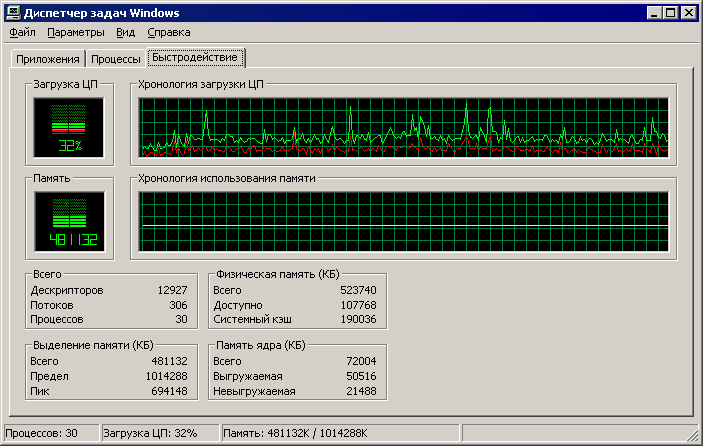 Диспетчер задач Windows
Файл Параметры Вид Справка
Приложения Процессы Быстродействие
Загрузка ЦП
32%
Хронология загрузки ЦП
Память
481132
Хронология использования памяти
Всего
Дескрипторов 12927
Потоков 306
Процессов 30
Физическая память (КБ)
Всего 523740
Доступно 107768
Системный кэш 190036
Выделение памяти (КБ)
Всего 481132
Предел 1014288
Пик 694148
Память ядра (КБ)
Всего 72004
Выгружаемая 50516
Невыгружаемая 21488
Процессов: 30 Загрузка ЦП: 32% Память: 481132K / 1014288K